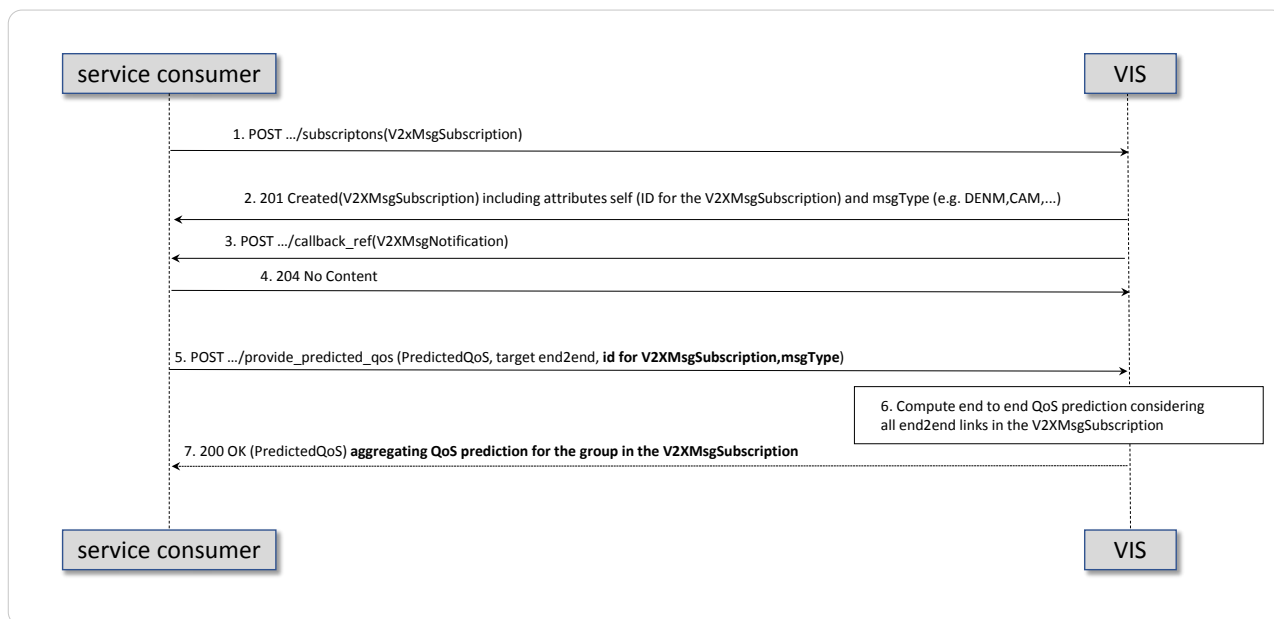 service consumer
VIS
1. POST .../subscriptons(V2xMsgSubscription)
2. 201 Created(V2XMsgSubscription) including attributes self (ID for the V2XMsgSubscription) and msgType (e.g. DENM,CAM,...)
3. POST .../callback_ref(V2XMsgNotification)
4. 204 No Content
5. POST .../provide_predicted_qos (PredictedQoS, target end2end, id for V2XMsgSubscription,msgType)
6. Compute end to end QoS prediction considering
all end2end links in the V2XMsgSubscription
7. 200 OK (PredictedQoS) aggregating QoS prediction for the group in the V2XMsgSubscription
service consumer
VIS